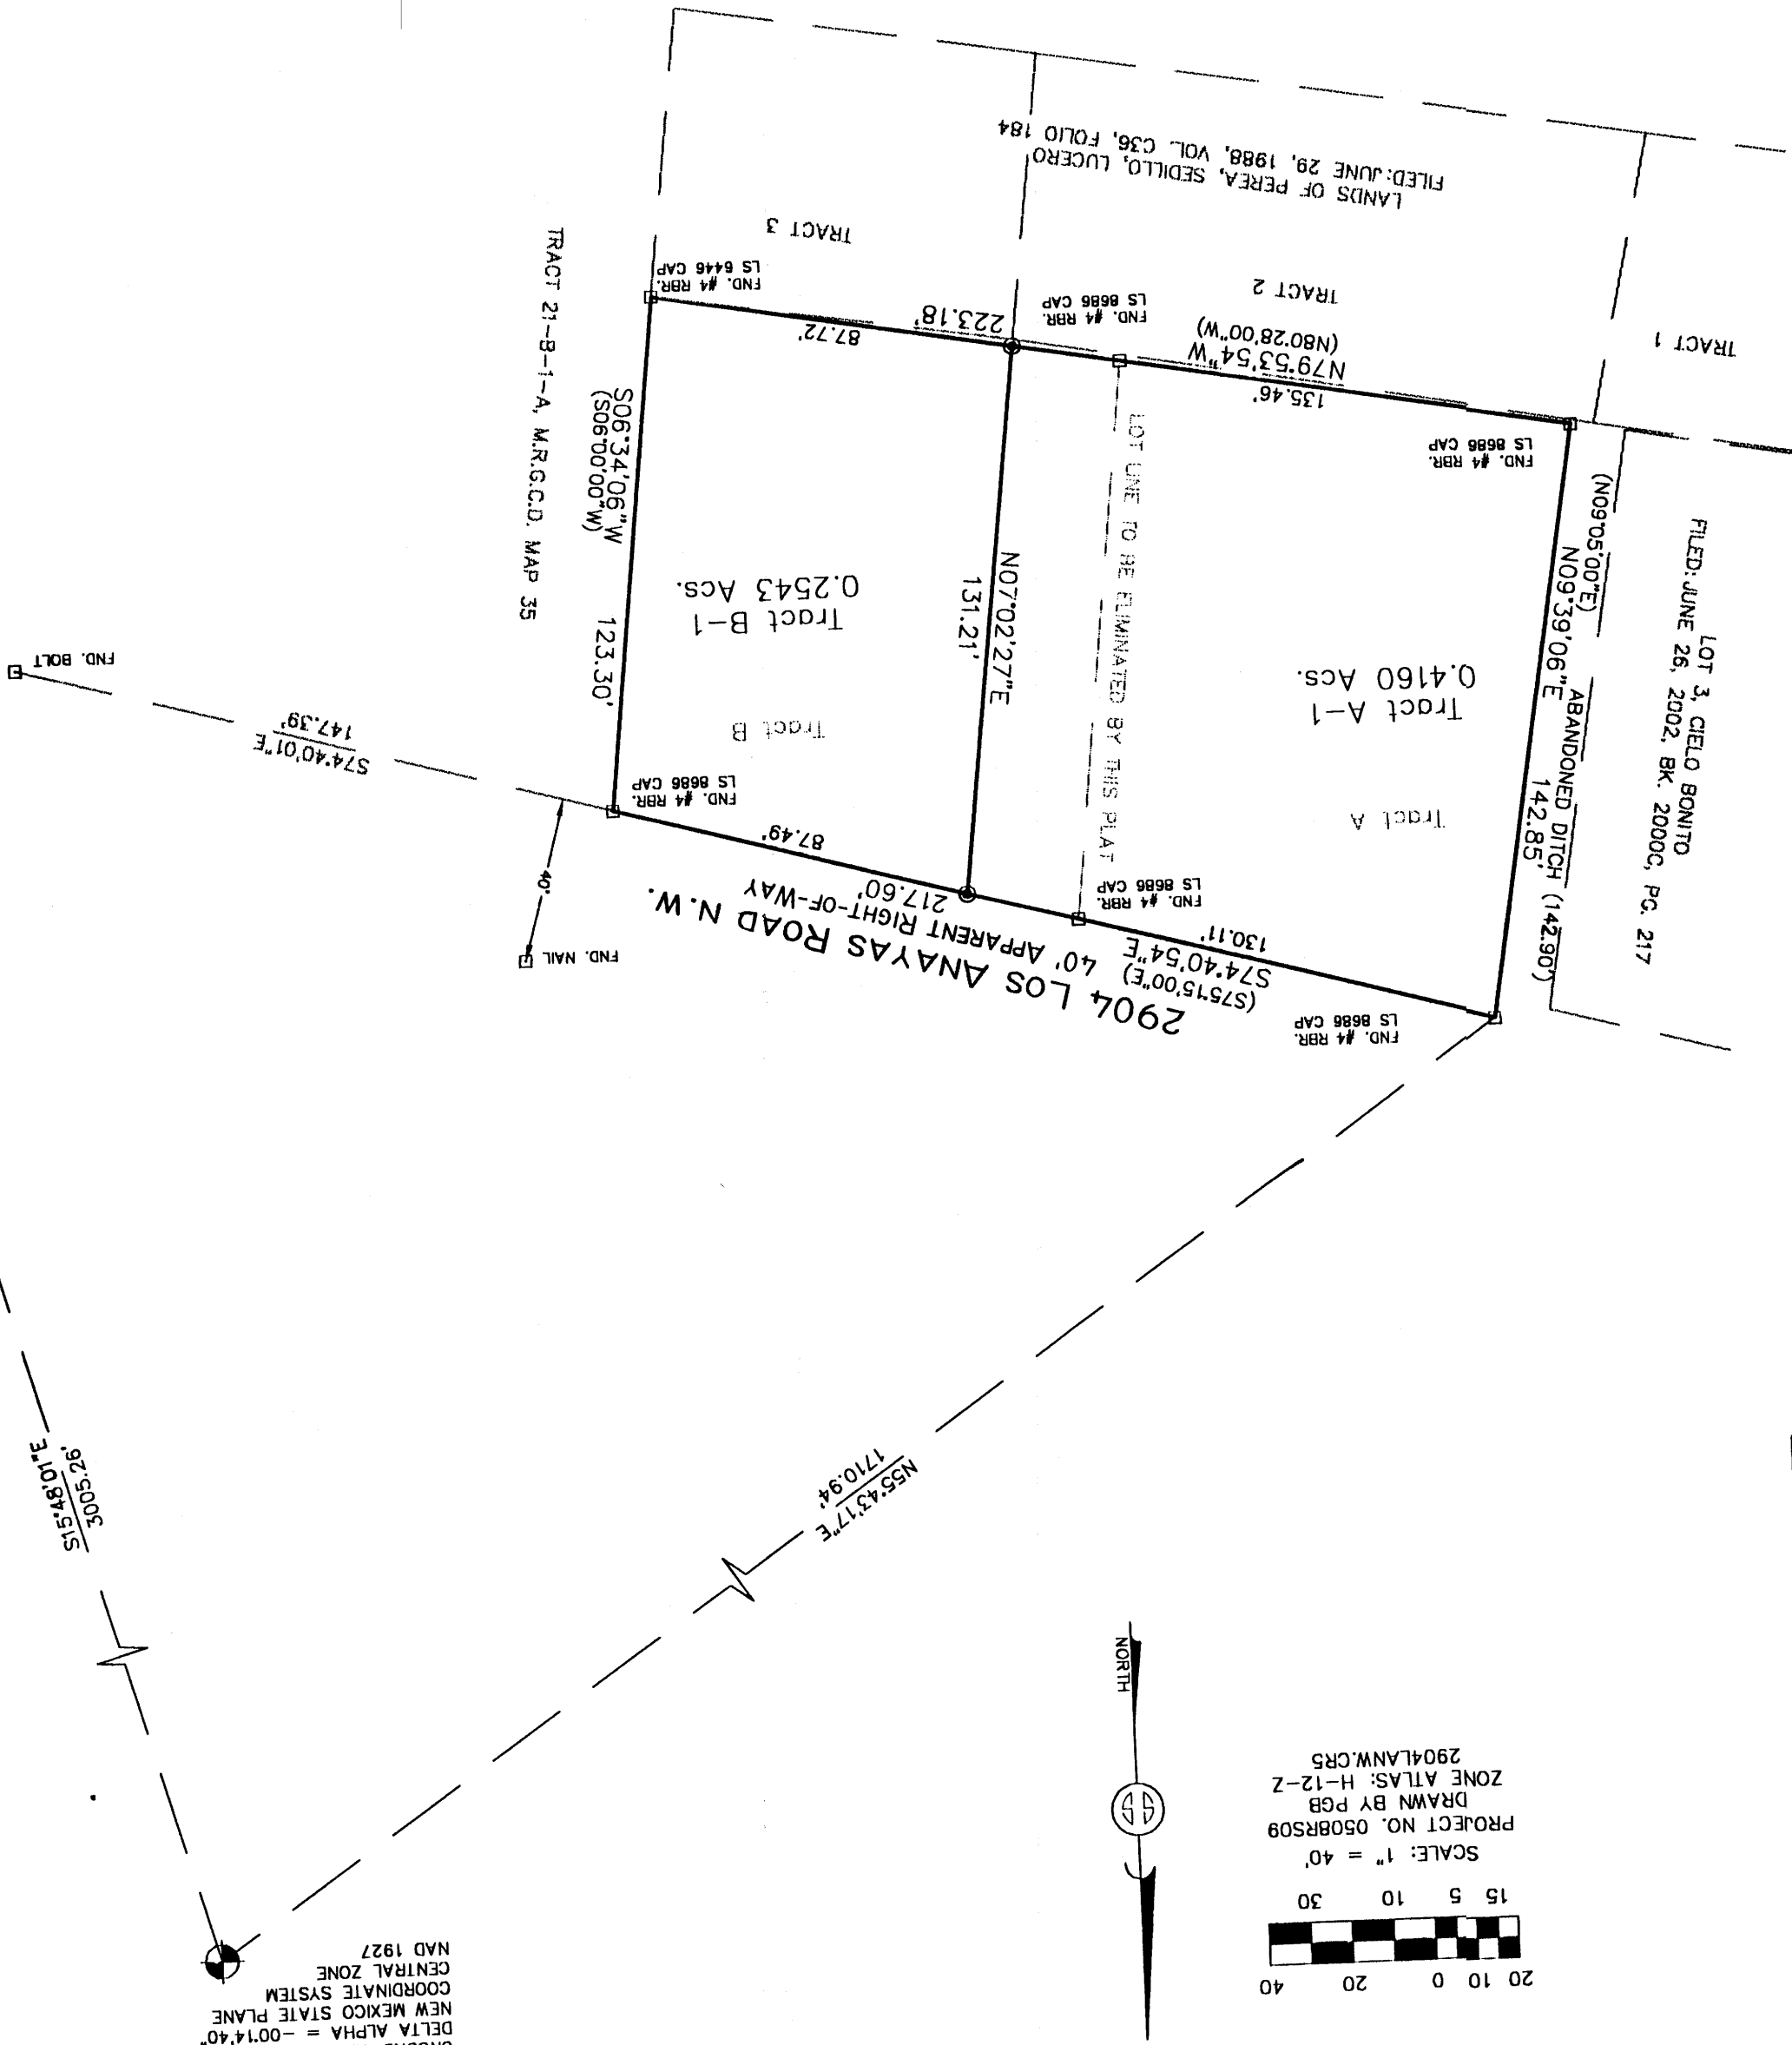 UNGROUND
DELTA ALPHA = -00°14'40"
NEW MEXICO STATE PLANE
COORDINATE SYSTEM
CENTRAL ZONE
NAD 1927
20 10 0 20 40
15 5 10 30
SCALE: 1" = 40'
PROJECT NO. 0508RS09
DRAWN BY PGB
ZONE ATLAS: H-12-Z
2904LANW.CR5
SS
NORTH
S15°48'01"E
3005.26'
N55°43'17"E
1710.94'
FND. #4 RBR.
LS 8686 CAP
2904 LOS ANAYAS ROAD N.W.
(S75°15'00"E) 40' APPARENT RIGHT-OF-WAY
S74°40'54"E 217.60'
130.11'
87.49'
FND. NAIL
40'
FND. #4 RBR.
LS 8686 CAP
FND. #4 RBR.
LS 8686 CAP
S74°40'01"E
147.39'
FND. BOLT
Tract A
Tract A-1
0.4160 Acs.
Tract B
Tract B-1
0.2543 Acs.
LOT LINE TO BE ELIMINATED BY THIS PLAT
N07°02'27"E
131.21'
S06°34'06"W 123.30'
(S06°00'00"W)
TRACT 21-B-1-A, M.R.G.C.D. MAP 35
(N09°05'00"E) ABANDONED DITCH (142.90')
N09°39'06"E 142.85'
LOT 3, CIELO BONITO
FILED: JUNE 26, 2002, BK. 2000C, PG. 217
FND. #4 RBR.
LS 8686 CAP
135.46'
N79°53'54"W 223.18'
(N80°28'00"W)
87.72'
FND. #4 RBR.
LS 8686 CAP
FND. #4 RBR.
LS 6446 CAP
TRACT 1
TRACT 2
TRACT 3
LANDS OF PEREA, SEDILLO, LUCERO
FILED: JUNE 29, 1988, VOL. C36, FOLIO 184